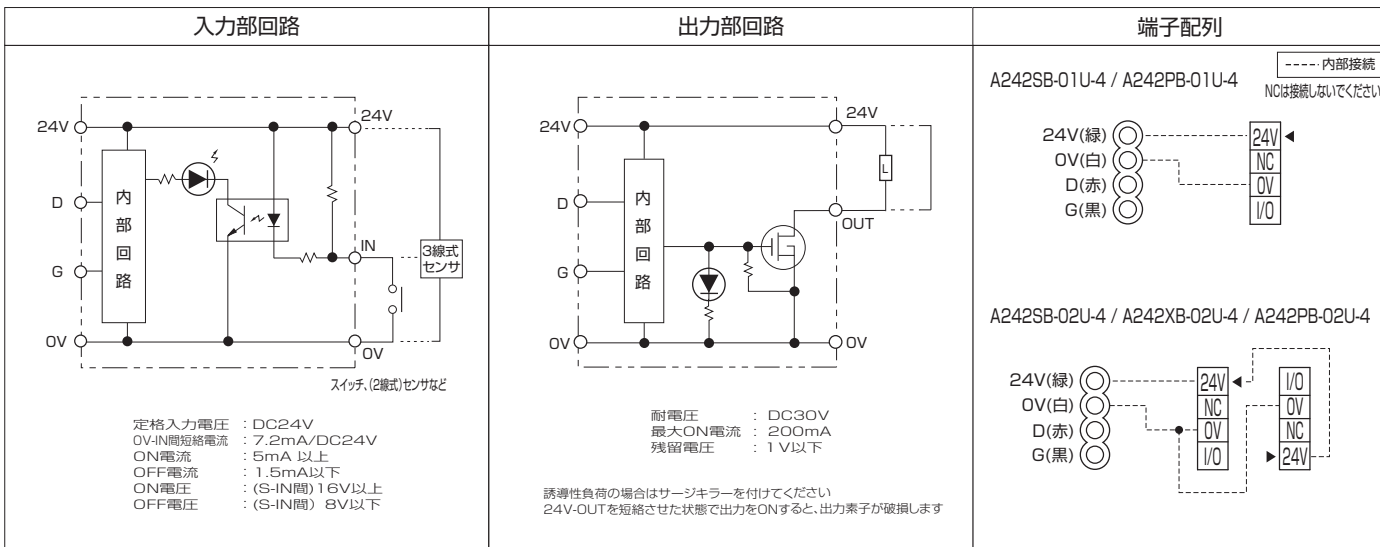 入力部回路
24V
24V
D
G
内部回路
IN
3線式
センサ
0V
0V
スイッチ、(2線式)センサなど
定格入力電圧 : DC24V
0V-IN間短絡電流 : 7.2mA/DC24V
ON電流 : 5mA 以上
OFF電流 : 1.5mA以下
ON電圧 : (S-IN間)16V以上
OFF電圧 : (S-IN間) 8V以下
出力部回路
24V
24V
L
D
G
内部回路
OUT
0V
0V
耐電圧 : DC30V
最大ON電流 : 200mA
残留電圧 : 1V以下
誘導性負荷の場合はサージキラーを付けてください
24V-OUTを短絡させた状態で出力をONすると、出力素子が破損します
端子配列
内部接続
NCは接続しないでください
A242SB-01U-4 / A242PB-01U-4
24V(緑)
0V(白)
D(赤)
G(黒)
24V
NC
0V
I/O
A242SB-02U-4 / A242XB-02U-4 / A242PB-02U-4
24V(緑)
0V(白)
D(赤)
G(黒)
24V
NC
0V
I/O
I/O
0V
NC
24V